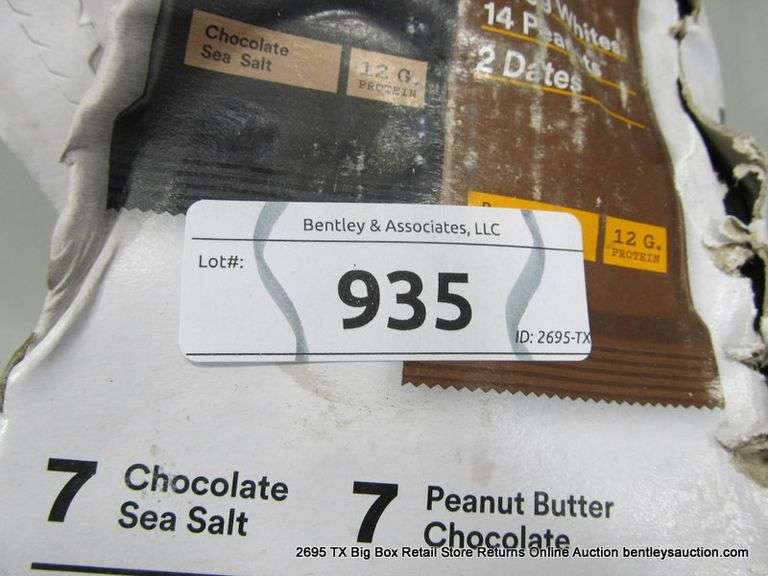 Whites
14 Peanuts
2 Dates
Chocolate
Sea Salt
12 G.
PROTEIN
12 G.
PROTEIN
Bentley & Associates, LLC
Lot#:
935
ID: 2695-TX
7 Chocolate
Sea Salt
7 Peanut Butter
Chocolate
2695 TX Big Box Retail Store Returns Online Auction bentleysauction.com